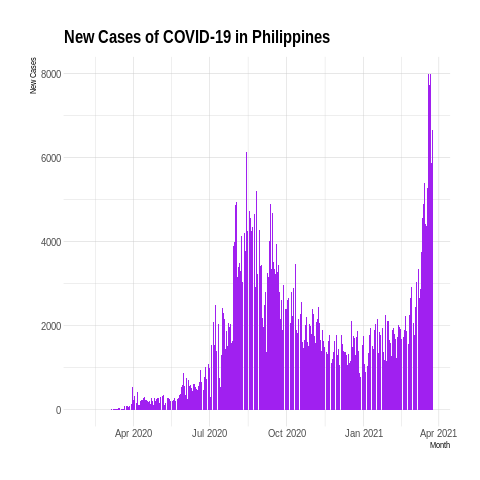 New Cases of COVID-19 in Philippines
New Cases
8000
6000
4000
2000
0
Apr 2020 Jul 2020 Oct 2020 Jan 2021 Apr 2021
Month